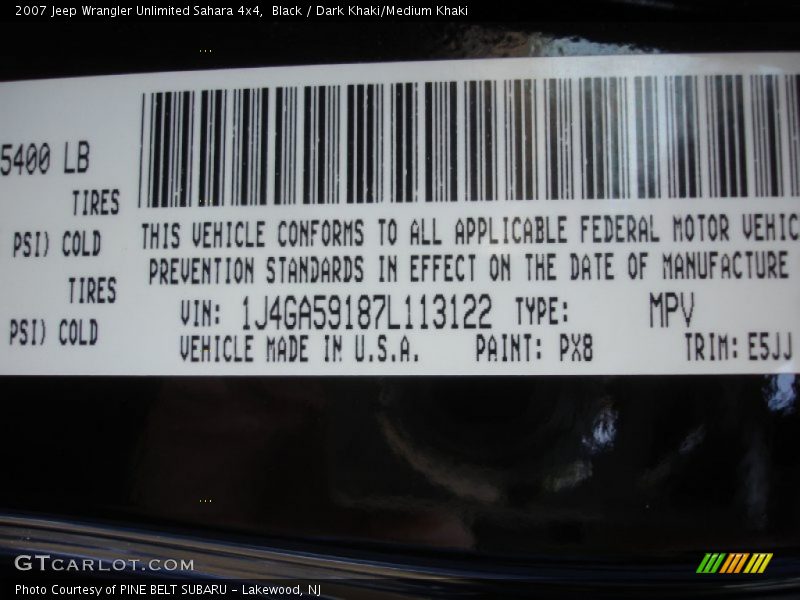 2007 Jeep Wrangler Unlimited Sahara 4x4,  Black / Dark Khaki/Medium Khaki
5400 LB
TIRES
PSI) COLD
TIRES
PSI) COLD
THIS VEHICLE CONFORMS TO ALL APPLICABLE FEDERAL MOTOR VEHIC
PREVENTION STANDARDS IN EFFECT ON THE DATE OF MANUFACTURE
VIN: 1J4GA59187L113122 TYPE: MPV
VEHICLE MADE IN U.S.A. PAINT: PX8 TRIM: E5JJ
GTCARLOT.COM
Photo Courtesy of PINE BELT SUBARU - Lakewood, NJ